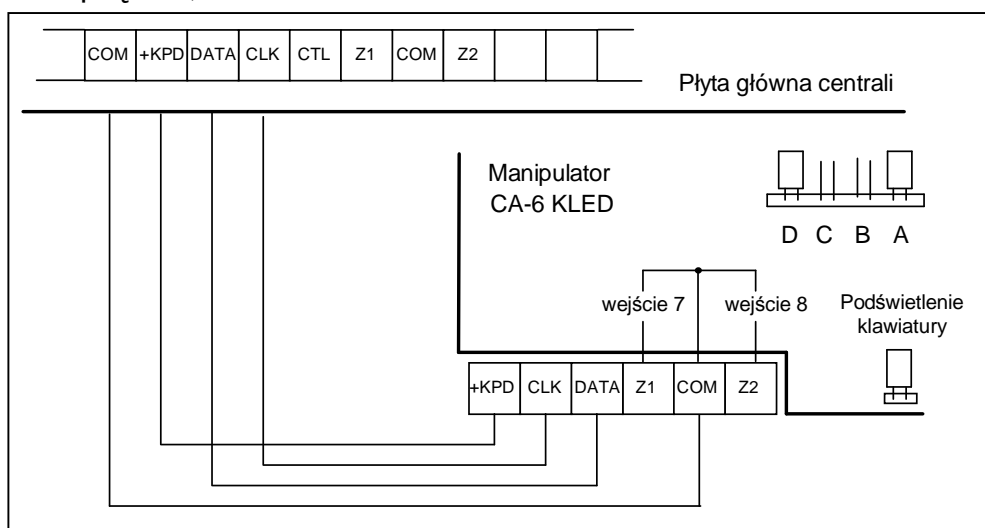 COM +KPD DATA CLK CTL Z1 COM Z2
Płyta główna centrali
Manipulator
CA-6 KLED
D C B A
wejście 7 wejście 8
Podświetlenie
klawiatury
+KPD CLK DATA Z1 COM Z2